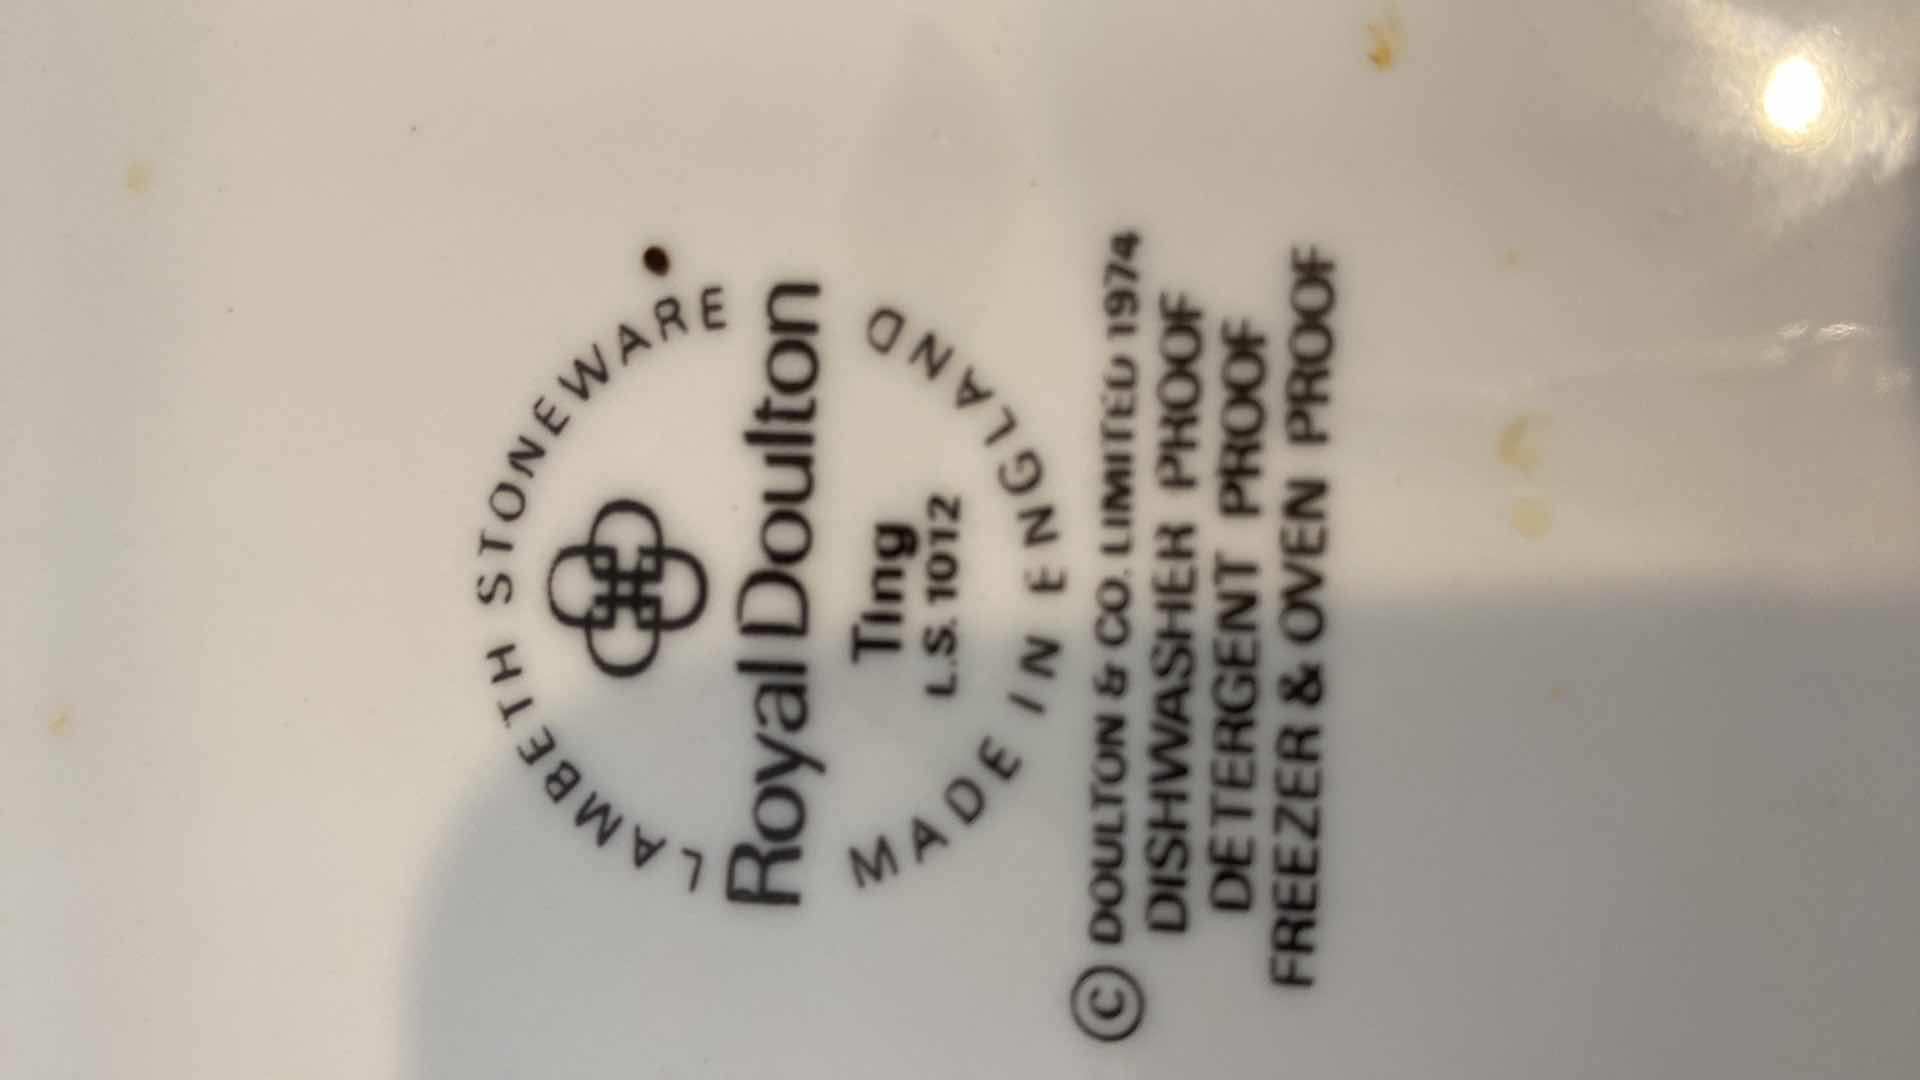 LAMBETH STONEWARE
Royal Doulton
Ting
L.S. 1012
MADE IN ENGLAND
© DOULTON & CO. LIMITED 1974
DISHWASHER PROOF
DETERGENT PROOF
FREEZER & OVEN PROOF